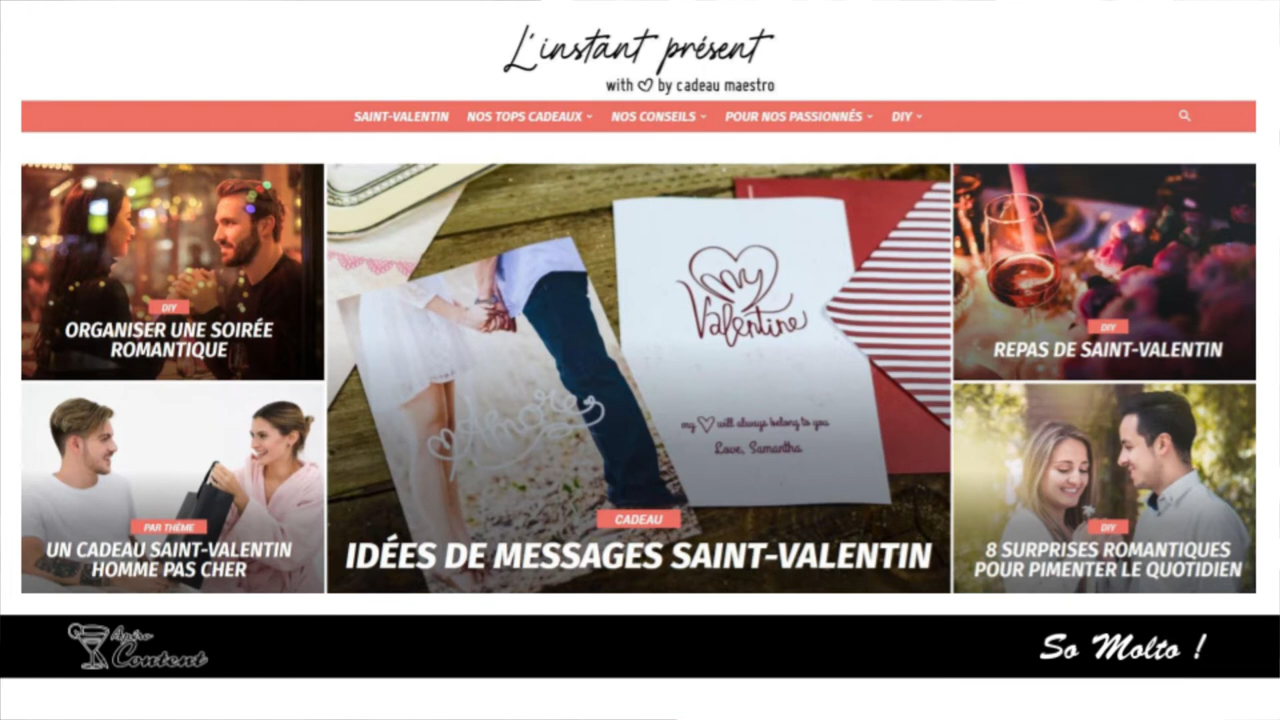 L'instant présent
with by cadeau maestro
SAINT-VALENTIN NOS TOPS CADEAUX NOS CONSEILS POUR NOS PASSIONNÉS DIY
DIY
ORGANISER UNE SOIRÉE
ROMANTIQUE
PAR THÈME
UN CADEAU SAINT-VALENTIN
HOMME PAS CHER
Amore
my
Valentine
my will always belong to you
Love, Samantha
CADEAU
IDÉES DE MESSAGES SAINT-VALENTIN
DIY
REPAS DE SAINT-VALENTIN
DIY
8 SURPRISES ROMANTIQUES
POUR PIMENTER LE QUOTIDIEN
Apéro
Content
So Molto !